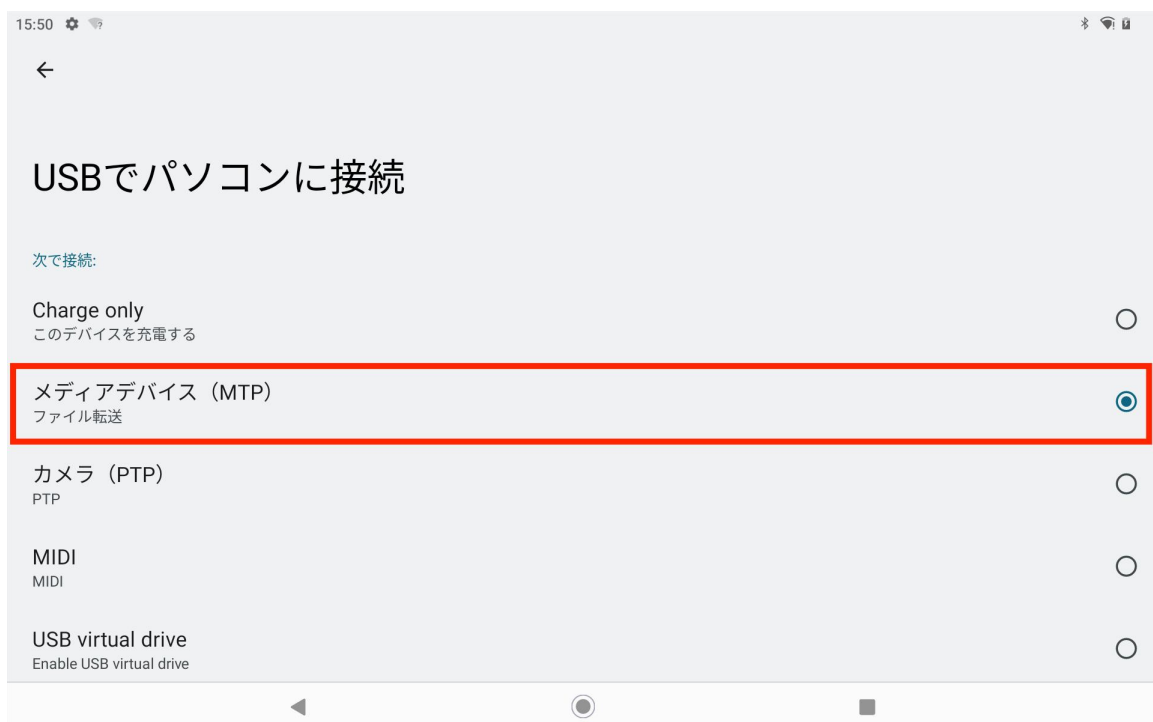 15:50
USBでパソコンに接続
次で接続:
Charge only
このデバイスを充電する
メディアデバイス（MTP）
ファイル転送
カメラ（PTP）
PTP
MIDI
MIDI
USB virtual drive
Enable USB virtual drive